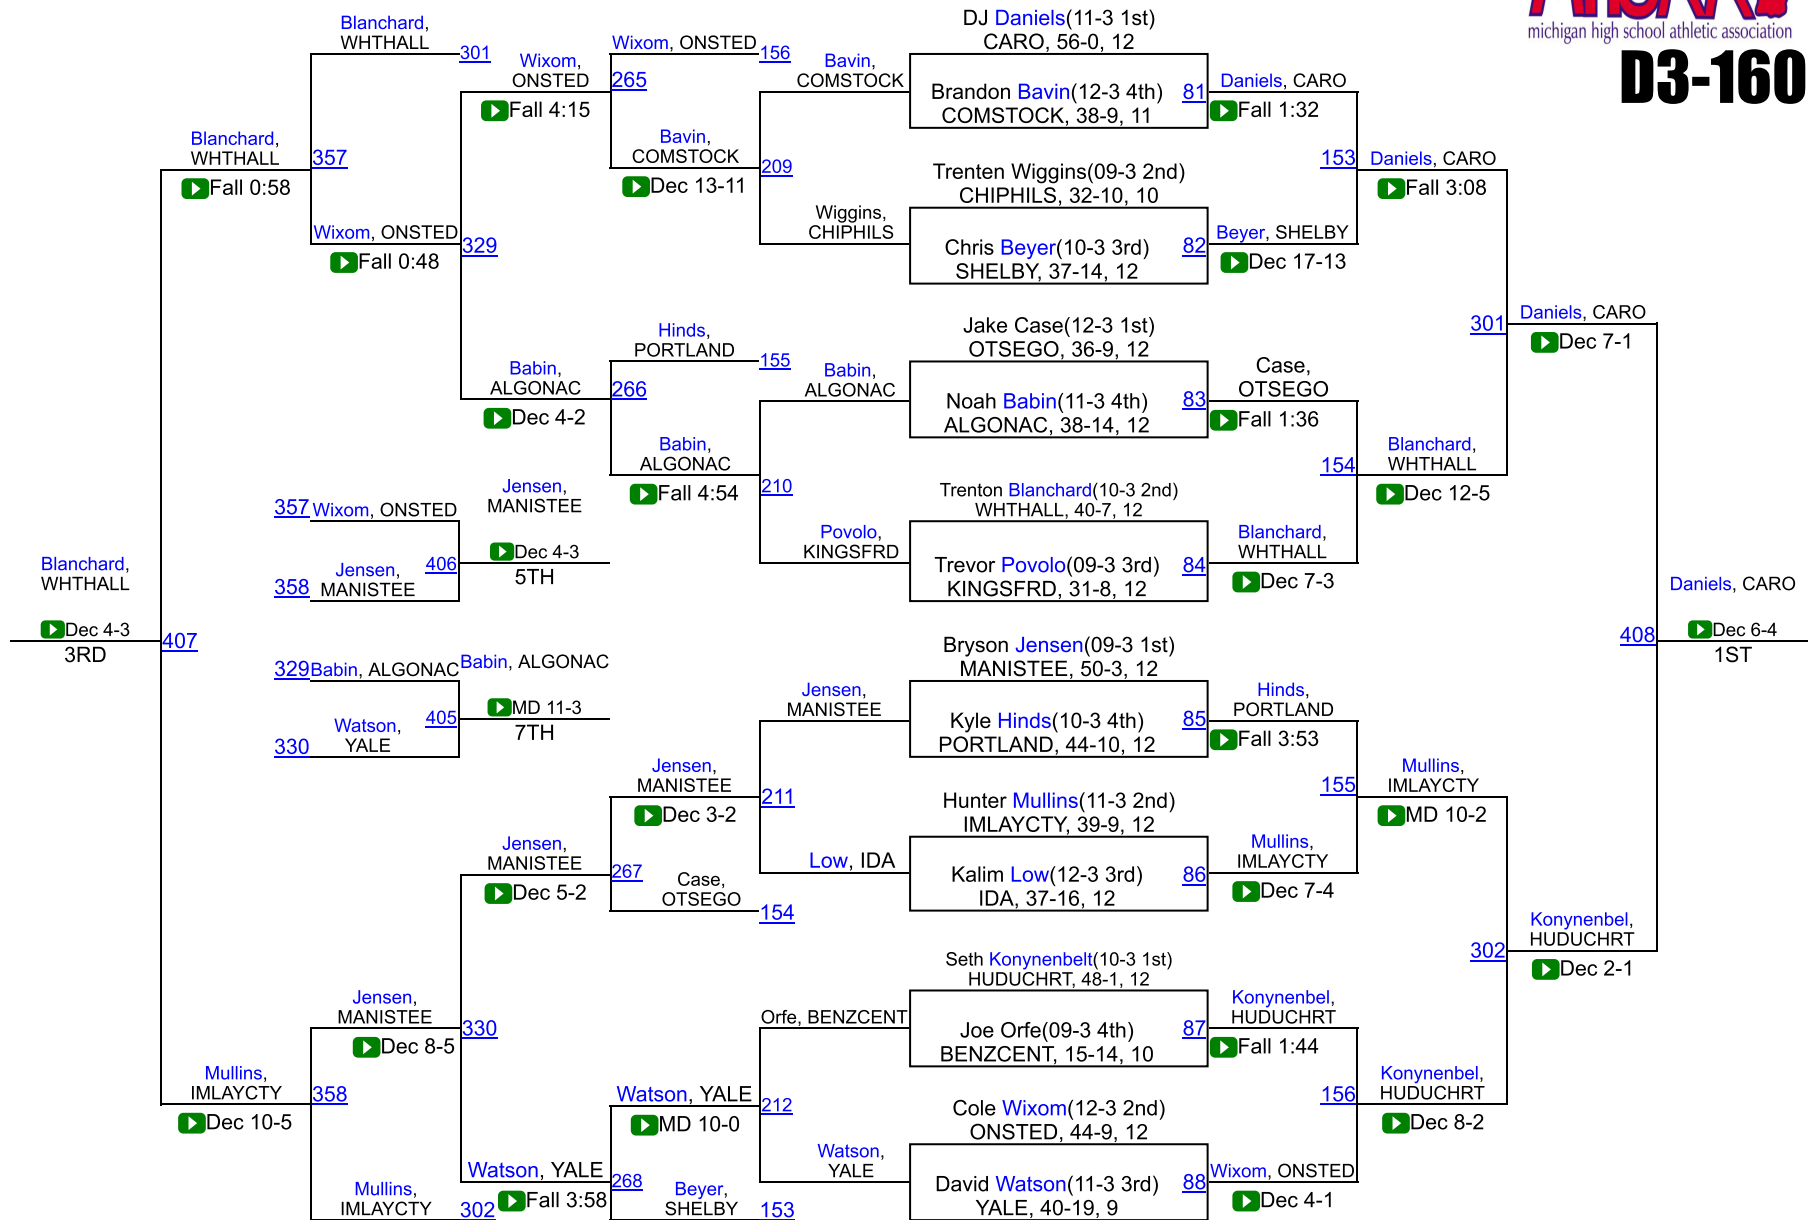 michigan high school athletic association
D3-160
Blanchard,
WHTHALL
301
Wixom,
ONSTED
Fall 4:15
Wixom, ONSTED
156
265
Bavin,
COMSTOCK
DJ Daniels(11-3 1st)
CARO, 56-0, 12
Brandon Bavin(12-3 4th)
COMSTOCK, 38-9, 11
81
Daniels, CARO
Fall 1:32
Blanchard,
WHTHALL
Fall 0:58
357
Bavin,
COMSTOCK
Dec 13-11
209
Trenten Wiggins(09-3 2nd)
CHIPHILS, 32-10, 10
153
Daniels, CARO
Fall 3:08
Wixom, ONSTED
Fall 0:48
329
Wiggins,
CHIPHILS
Chris Beyer(10-3 3rd)
SHELBY, 37-14, 12
82
Beyer, SHELBY
Dec 17-13
Hinds,
PORTLAND
155
Jake Case(12-3 1st)
OTSEGO, 36-9, 12
301
Daniels, CARO
Dec 7-1
Babin,
ALGONAC
Dec 4-2
266
Babin,
ALGONAC
Noah Babin(11-3 4th)
ALGONAC, 38-14, 12
83
Case,
OTSEGO
Fall 1:36
Babin,
ALGONAC
Fall 4:54
210
Trenton Blanchard(10-3 2nd)
WHTHALL, 40-7, 12
154
Blanchard,
WHTHALL
Dec 12-5
357
Wixom, ONSTED
Jensen,
MANISTEE
Dec 4-3
5TH
406
358
Jensen,
MANISTEE
Povolo,
KINGSFRD
Trevor Povolo(09-3 3rd)
KINGSFRD, 31-8, 12
84
Blanchard,
WHTHALL
Dec 7-3
Blanchard,
WHTHALL
Dec 4-3
3RD
407
Daniels, CARO
408
Dec 6-4
1ST
329
Babin, ALGONAC
Babin, ALGONAC
MD 11-3
7TH
405
330
Watson,
YALE
Jensen,
MANISTEE
Bryson Jensen(09-3 1st)
MANISTEE, 50-3, 12
Kyle Hinds(10-3 4th)
PORTLAND, 44-10, 12
85
Hinds,
PORTLAND
Fall 3:53
Jensen,
MANISTEE
Dec 3-2
211
Hunter Mullins(11-3 2nd)
IMLAYCTY, 39-9, 12
155
Mullins,
IMLAYCTY
MD 10-2
Jensen,
MANISTEE
Dec 5-2
267
Low, IDA
Kalim Low(12-3 3rd)
IDA, 37-16, 12
86
Mullins,
IMLAYCTY
Dec 7-4
Case,
OTSEGO
154
302
Konynenbel,
HUDUCHRT
Dec 2-1
Seth Konynenbelt(10-3 1st)
HUDUCHRT, 48-1, 12
Jensen,
MANISTEE
Dec 8-5
330
Orfe, BENZCENT
Joe Orfe(09-3 4th)
BENZCENT, 15-14, 10
87
Konynenbel,
HUDUCHRT
Fall 1:44
Mullins,
IMLAYCTY
Dec 10-5
358
Watson, YALE
MD 10-0
212
Cole Wixom(12-3 2nd)
ONSTED, 44-9, 12
156
Konynenbel,
HUDUCHRT
Dec 8-2
Watson, YALE
Fall 3:58
268
Watson,
YALE
David Watson(11-3 3rd)
YALE, 40-19, 9
88
Wixom, ONSTED
Dec 4-1
Mullins,
IMLAYCTY
302
Beyer,
SHELBY
153